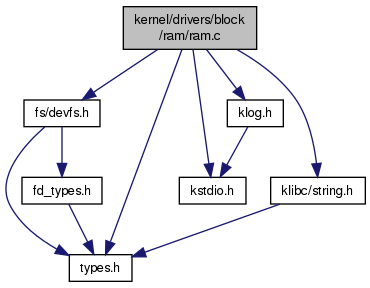 kernel/drivers/block
/ram/ram.c
fs/devfs.h
klog.h
fd_types.h
kstdio.h
klibc/string.h
types.h